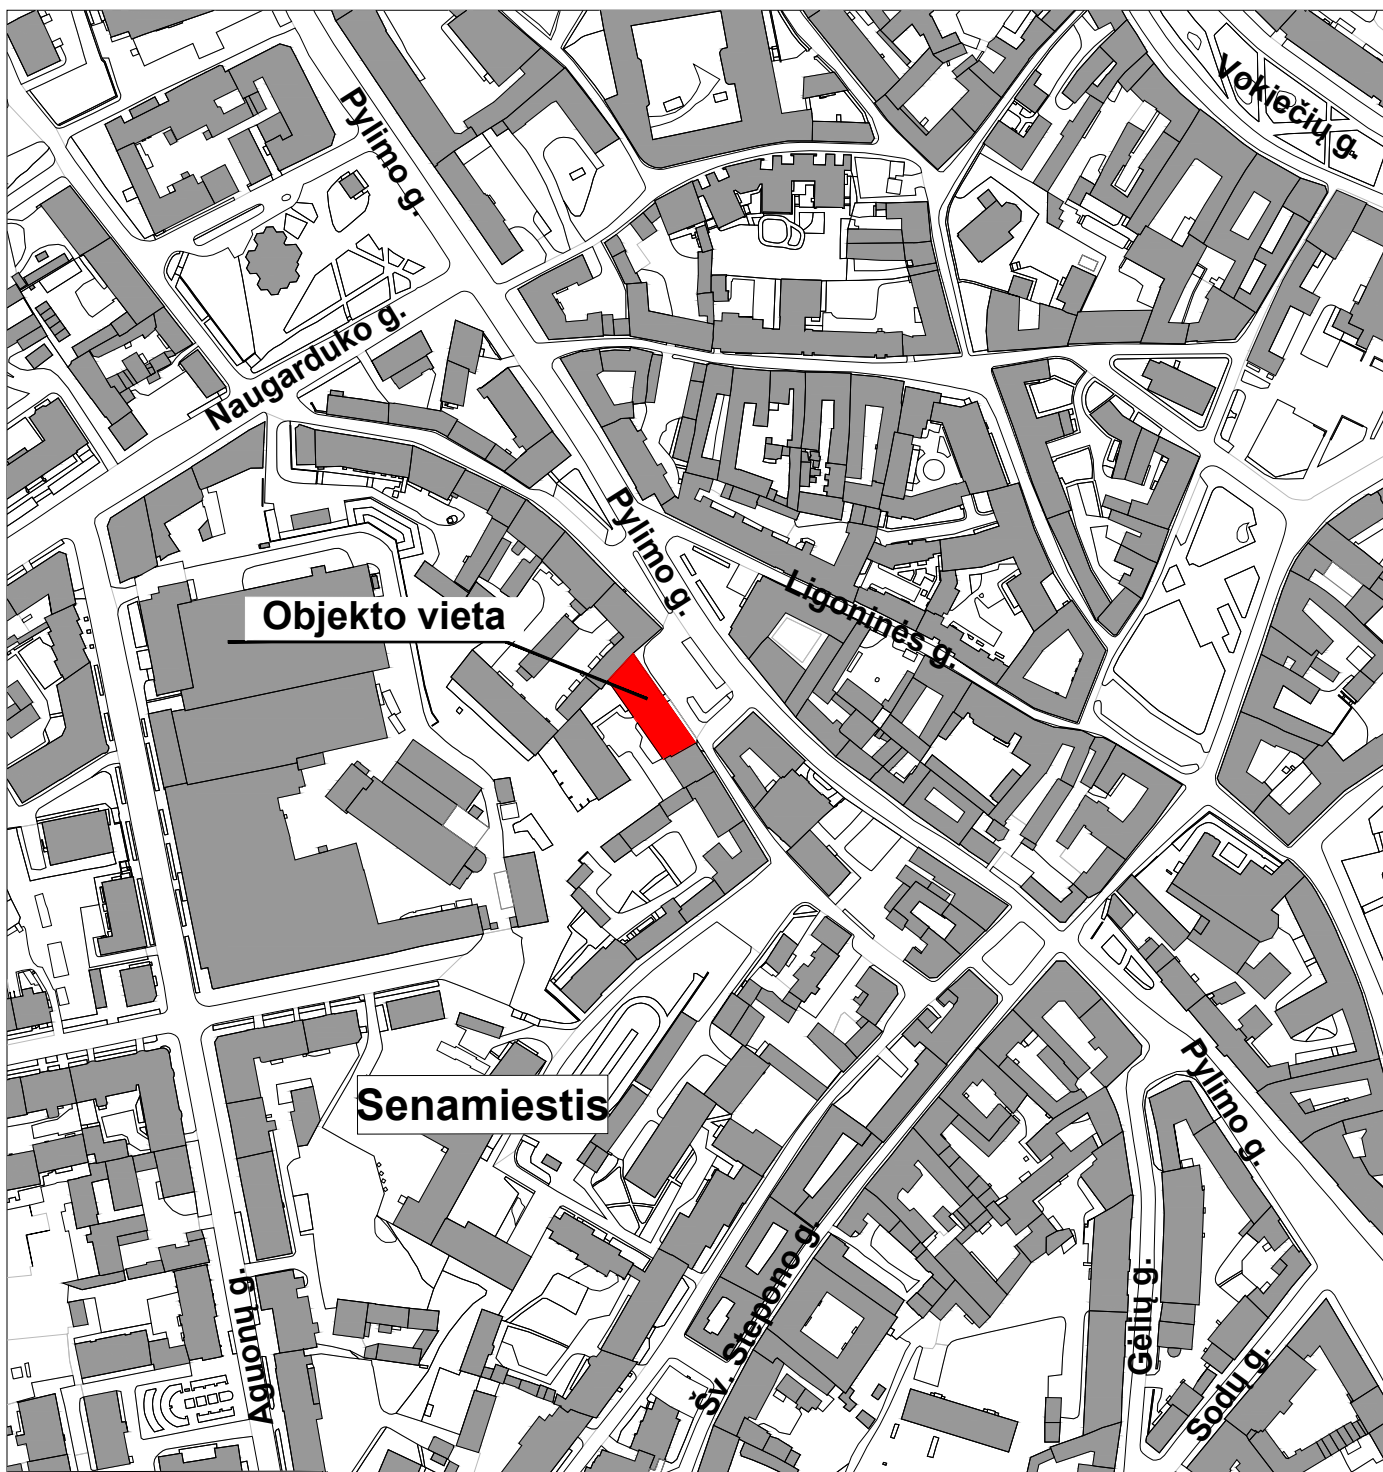 Vokiečių g.
Pylimo g.
Naugarduko g.
Pylimo g.
Ligoninės g.
Objekto vieta
Senamiestis
Pylimo g.
Šv. Stepono g.
Gėlių g.
Aguonų g.
Sodų g.